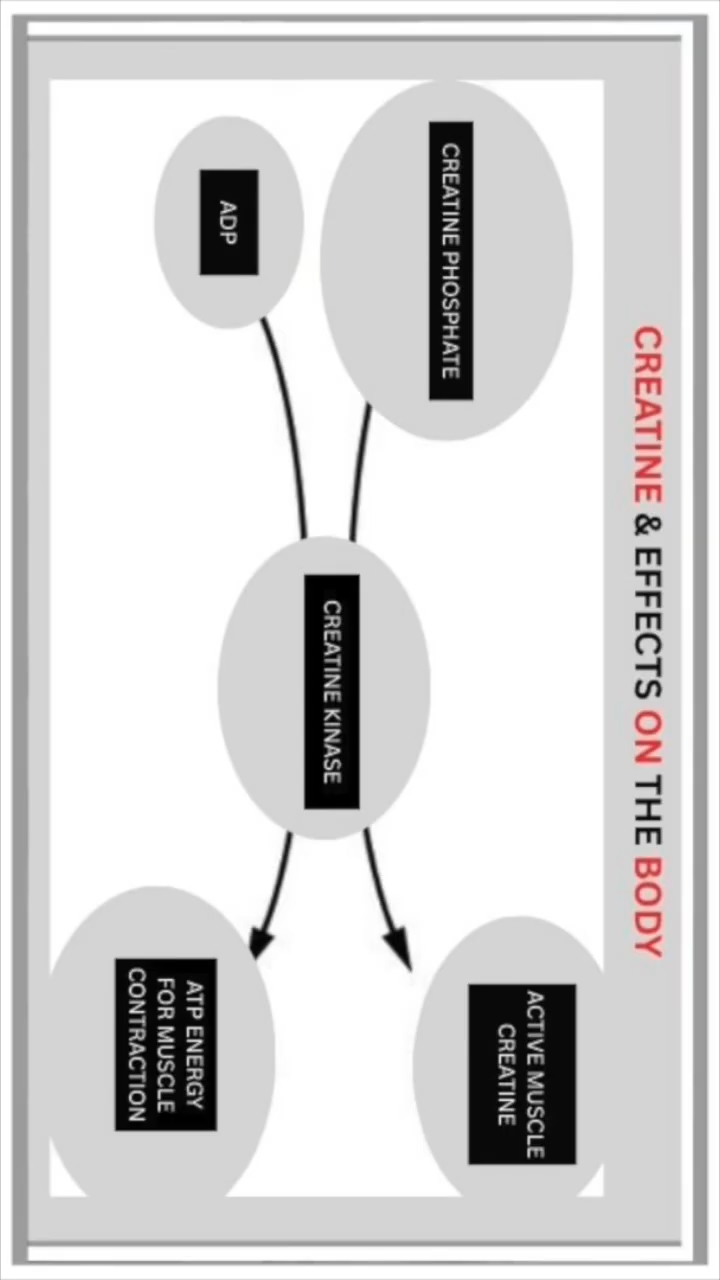 CREATINE & EFFECTS ON THE BODY
CREATINE PHOSPHATE
ADP
CREATINE KINASE
ACTIVE MUSCLE
CREATINE
ATP ENERGY
FOR MUSCLE
CONTRACTION